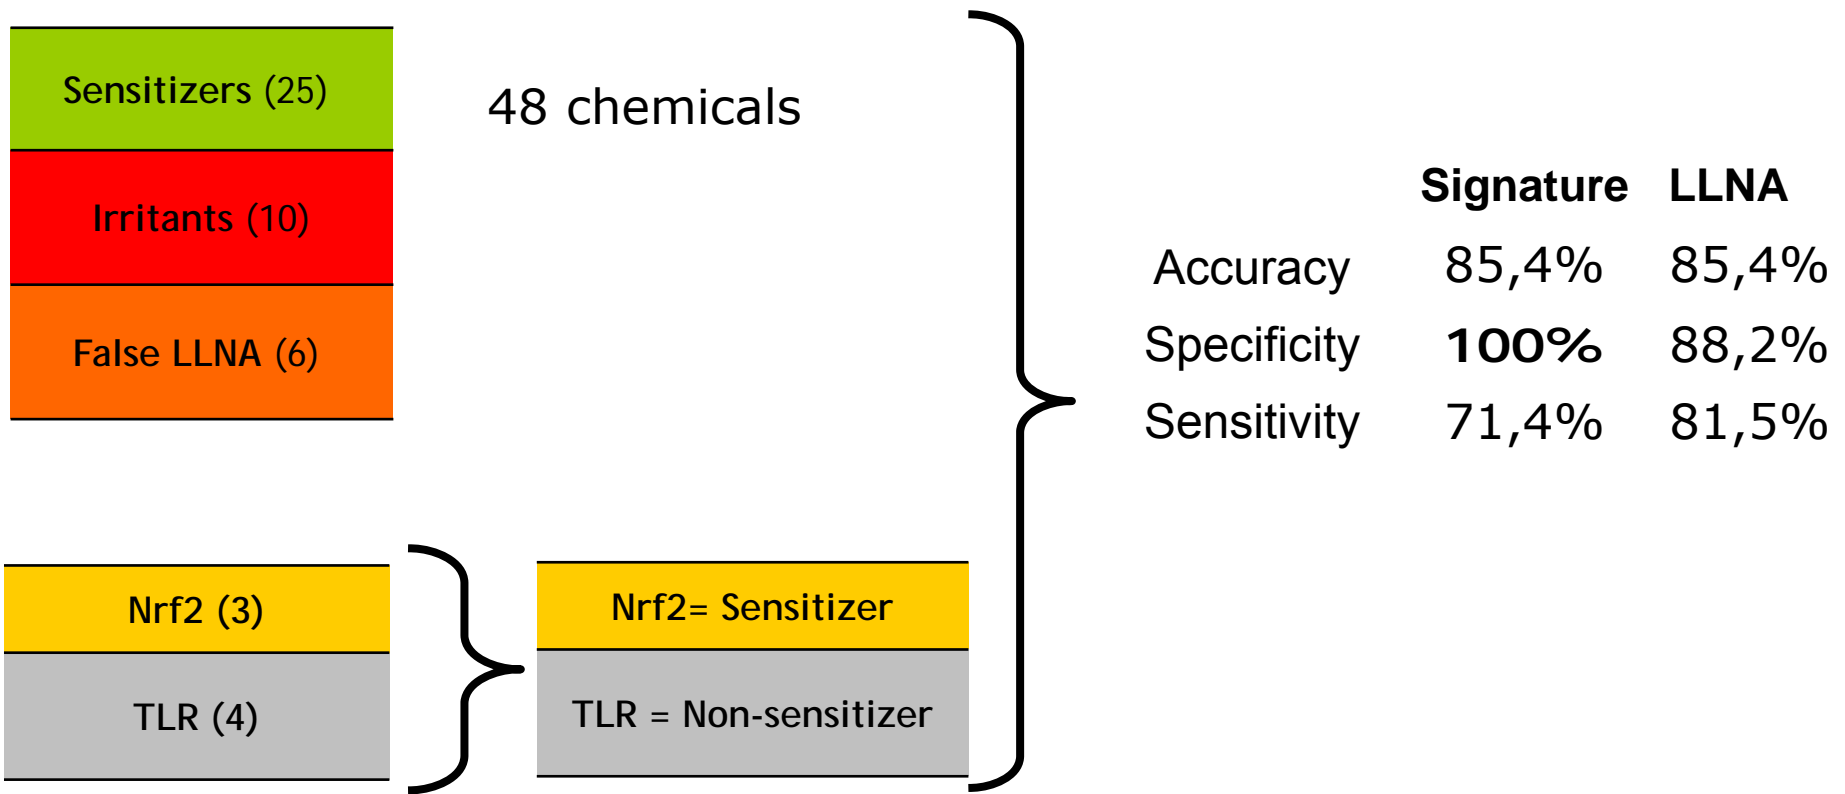 Sensitizers (25)
Irritants (10)
False LLNA (6)
48 chemicals
Nrf2 (3)
TLR (4)
Nrf2= Sensitizer
TLR = Non-sensitizer
Signature LLNA
Accuracy 85,4% 85,4%
Specificity 100% 88,2%
Sensitivity 71,4% 81,5%